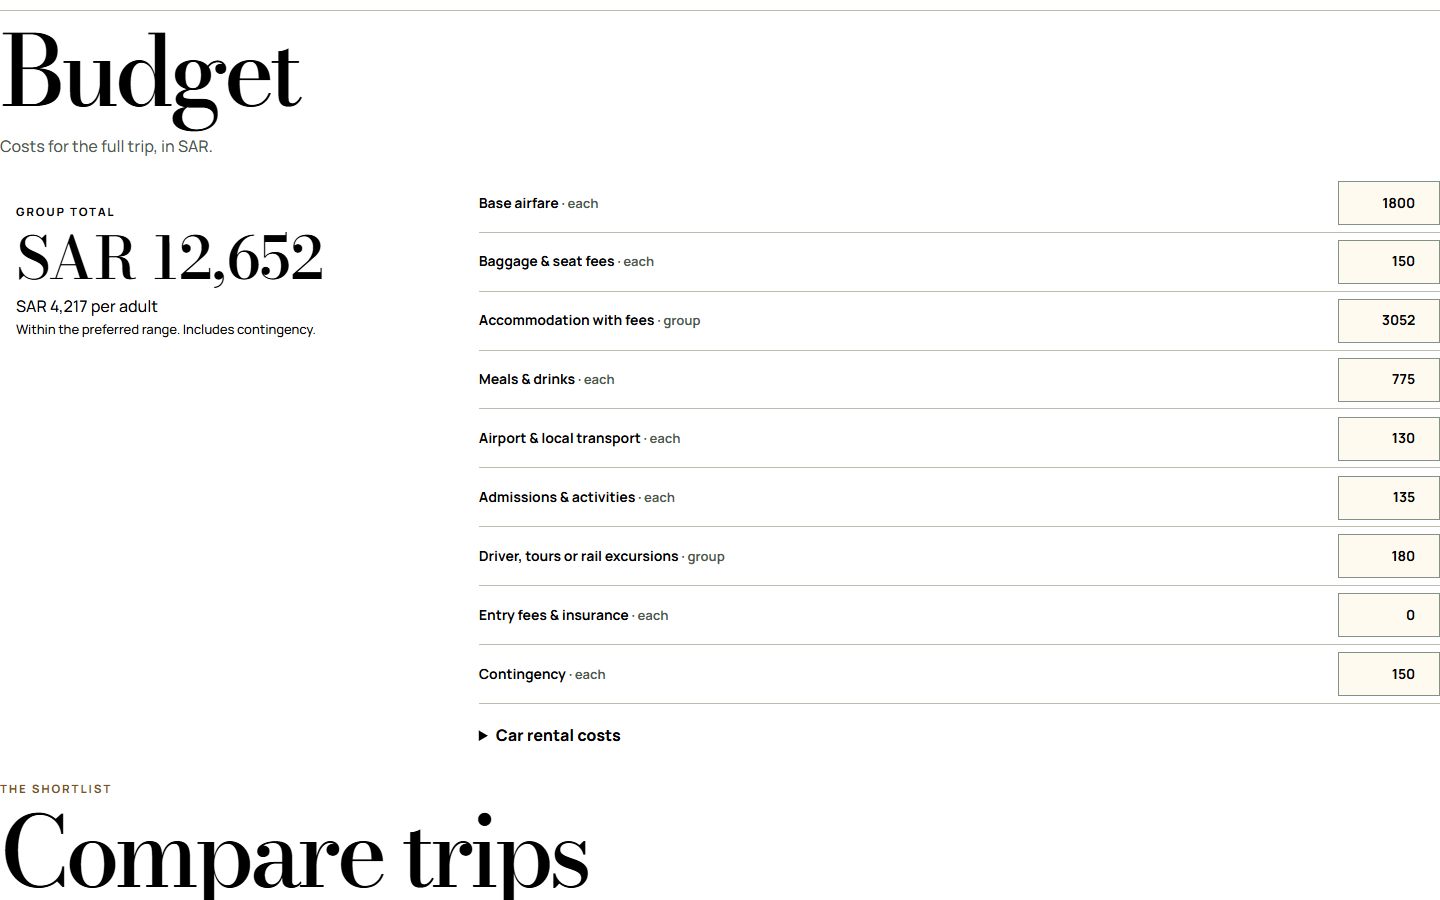 Budget
Costs for the full trip, in SAR.
GROUP TOTAL
SAR 12,652
SAR 4,217 per adult
Within the preferred range. Includes contingency.
Base airfare · each 1800
Baggage & seat fees · each 150
Accommodation with fees · group 3052
Meals & drinks · each 775
Airport & local transport · each 130
Admissions & activities · each 135
Driver, tours or rail excursions · group 180
Entry fees & insurance · each 0
Contingency · each 150
Car rental costs
THE SHORTLIST
Compare trips